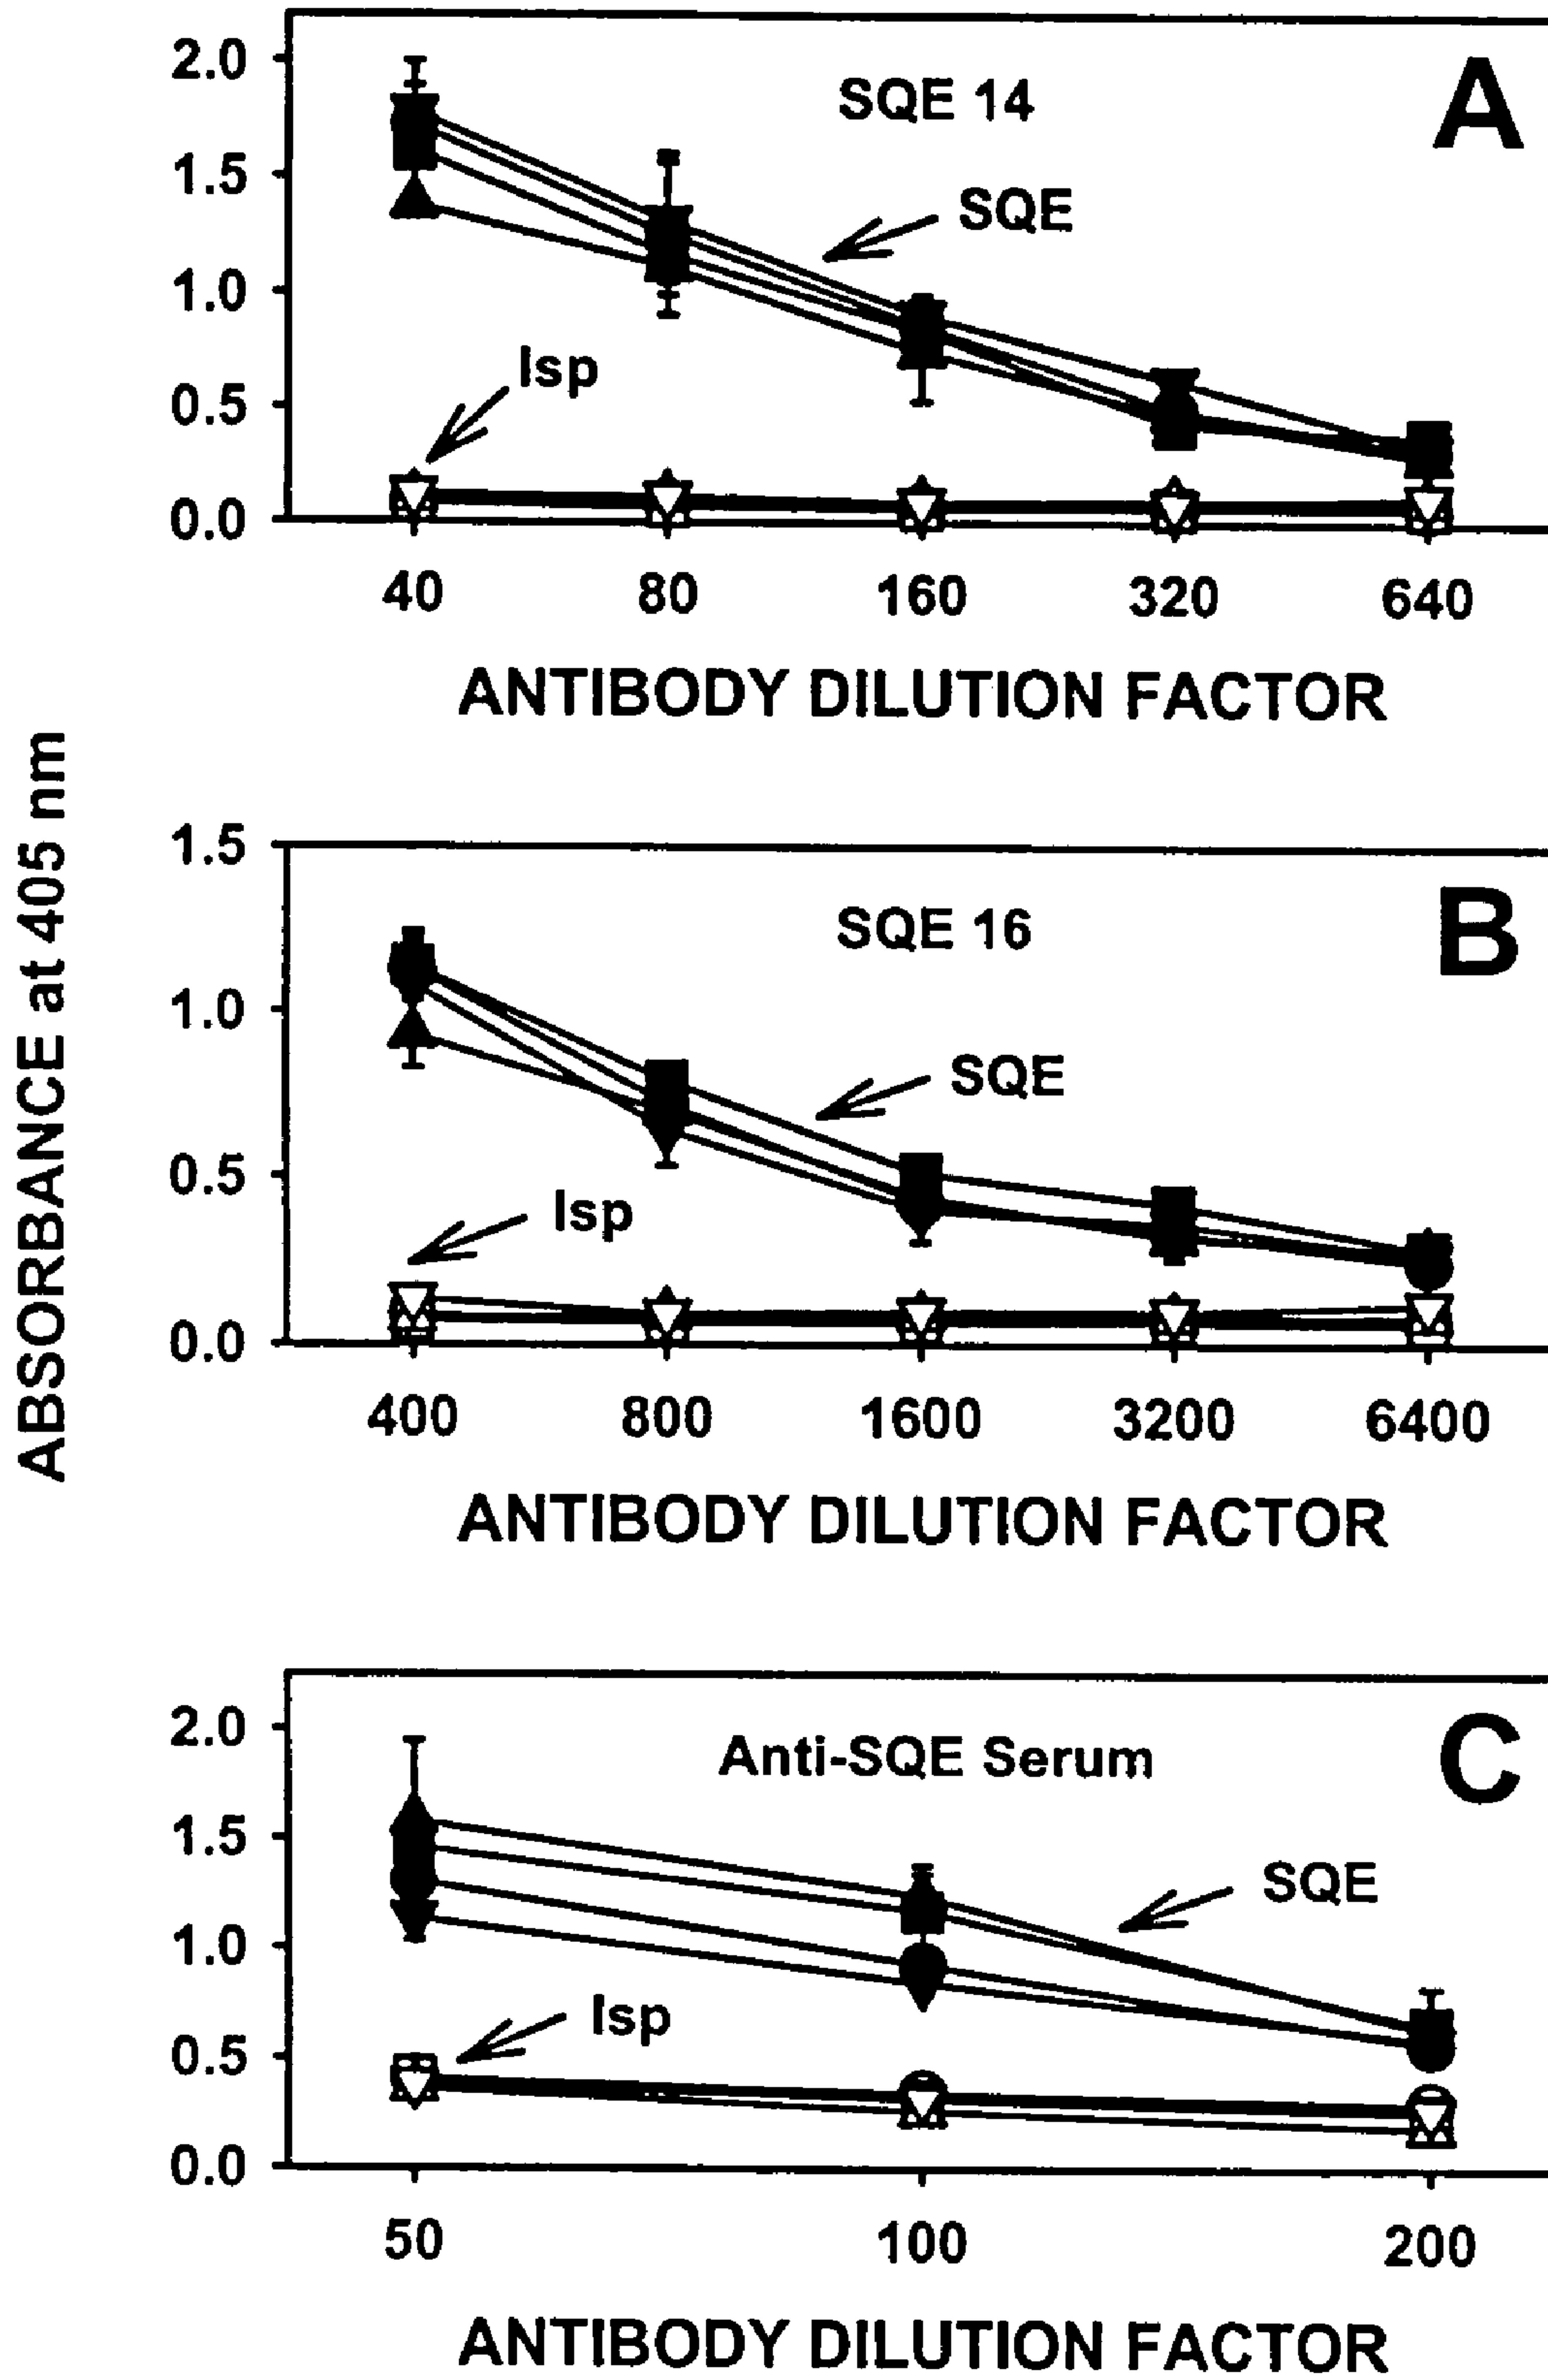 ABSORBANCE at 405 nm
A
2.0
1.5
1.0
0.5
0.0
SQE 14
SQE
Isp
40 80 160 320 640
ANTIBODY DILUTION FACTOR
B
1.5
1.0
0.5
0.0
SQE 16
SQE
Isp
400 800 1600 3200 6400
ANTIBODY DILUTION FACTOR
C
2.0
1.5
1.0
0.5
0.0
Anti-SQE Serum
SQE
Isp
50 100 200
ANTIBODY DILUTION FACTOR